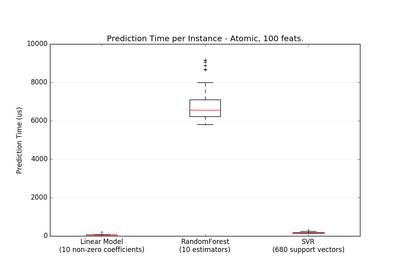 Prediction Time per Instance - Atomic, 100 feats.
10000
8000
6000
4000
2000
0
Prediction Time (us)
Linear Model
(10 non-zero coefficients)
RandomForest
(10 estimators)
SVR
(680 support vectors)